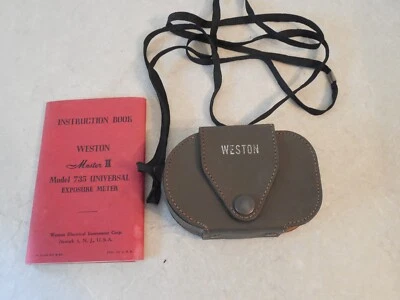 INSTRUCTION BOOK
WESTON
Master II
Model 735 UNIVERSAL
EXPOSURE METER
Weston Electrical Instrument Corp.
Newark 5, N. J., U.S.A.
WESTON